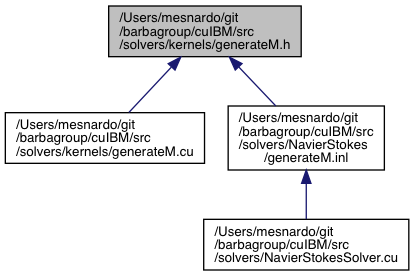 /Users/mesnardo/git
/barbagroup/cuIBM/src
/solvers/kernels/generateM.h
/Users/mesnardo/git
/barbagroup/cuIBM/src
/solvers/kernels/generateM.cu
/Users/mesnardo/git
/barbagroup/cuIBM/src
/solvers/NavierStokes
/generateM.inl
/Users/mesnardo/git
/barbagroup/cuIBM/src
/solvers/NavierStokesSolver.cu